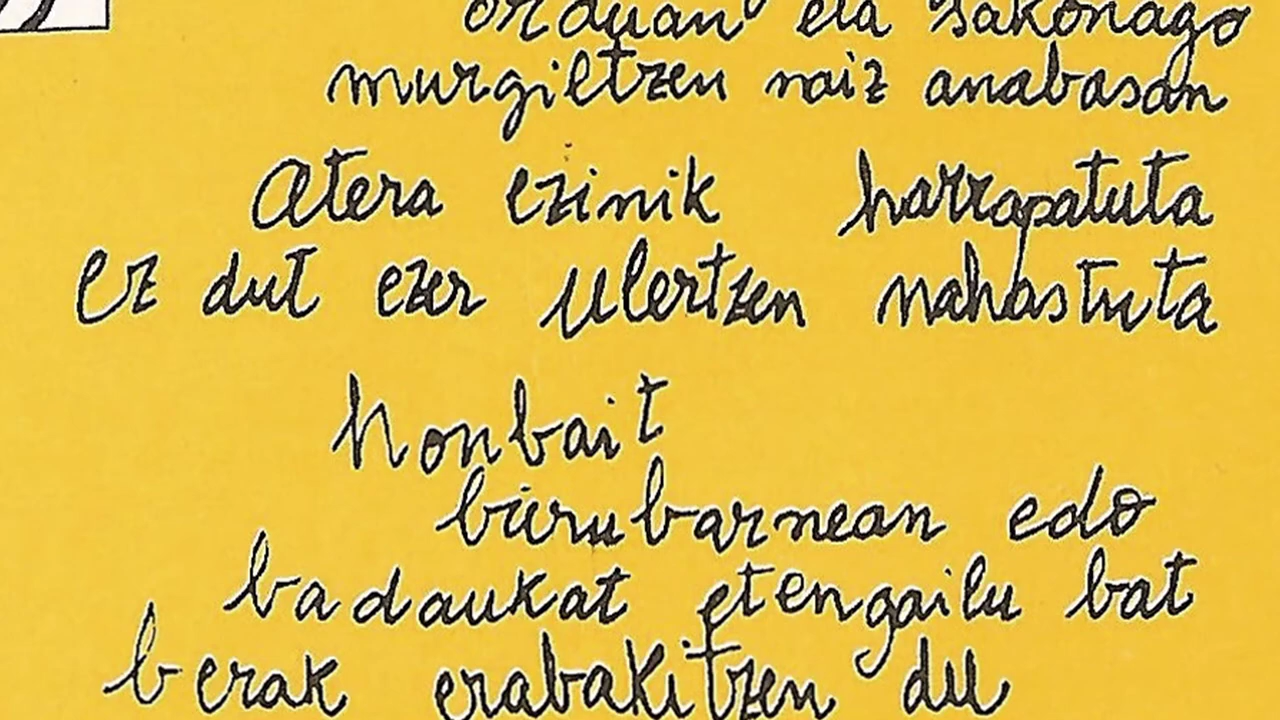 orduan eta sakonago
murgiltzen naiz anabasan
Atera ezinik harrapatuta
Ez dut ezer ulertzen nahastuta
Nonbait
burubarnean edo
badaukat etengailu bat
berak erabakitzen du